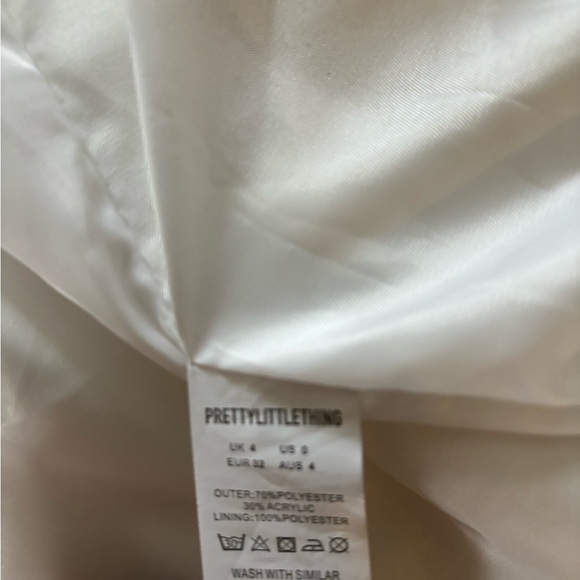 PRETTYLITTLETHING
UK 4 US 0
EUR 32 AUS 4
OUTER:70%POLYESTER
30% ACRYLIC
LINING:100%POLYESTER
30°
WASH WITH SIMILAR